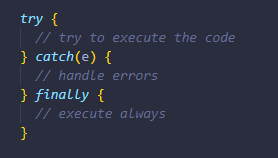 try {
  // try to execute the code
} catch(e) {
  // handle errors
} finally {
  // execute always
}